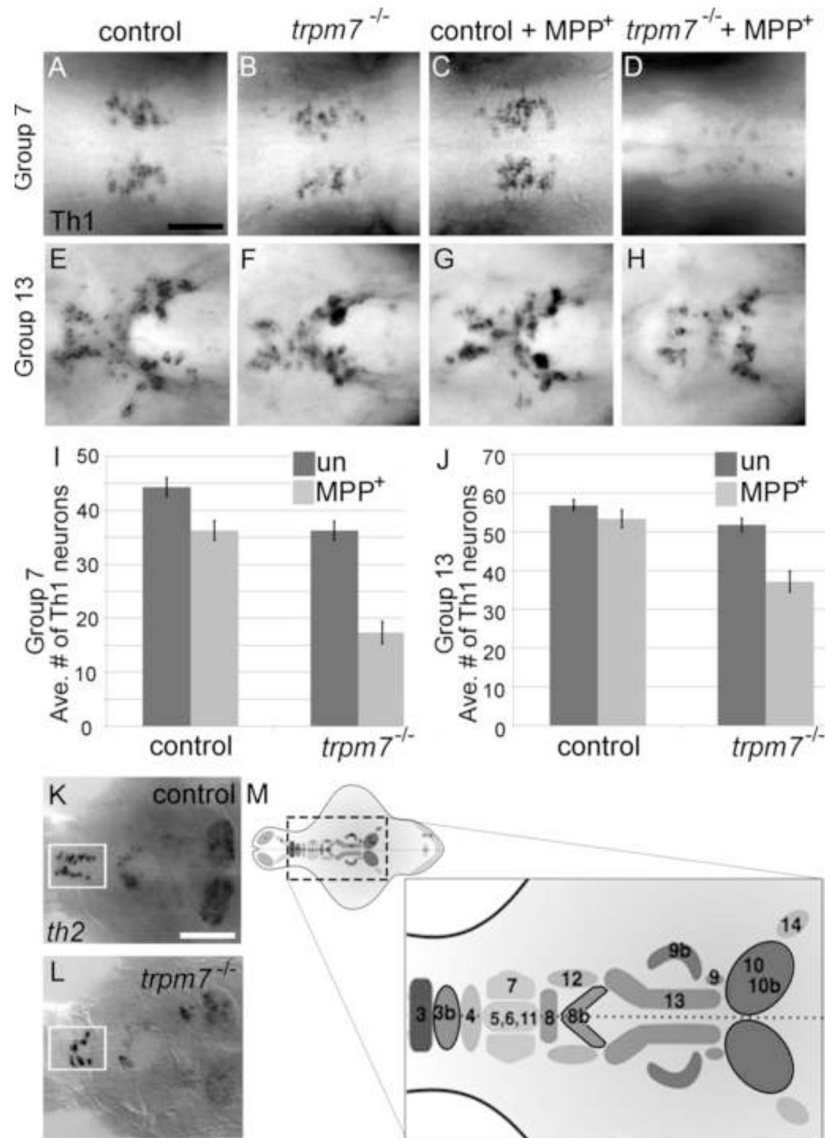 control trpm7 -/- control + MPP+ trpm7 -/- + MPP+
Group 7
A B C D
Th1
Group 13
E F G H
I
Group 7
Ave. # of Th1 neurons
50
40
30
20
10
0
un
MPP+
control trpm7-/-
J
Group 13
Ave. # of Th1 neurons
70
60
50
40
30
20
10
0
un
MPP+
control trpm7-/-
K control
th2
L trpm7-/-
M
14
9b
10
7 12 9 10b
13
3 3b 4 5,6,11 8 8b